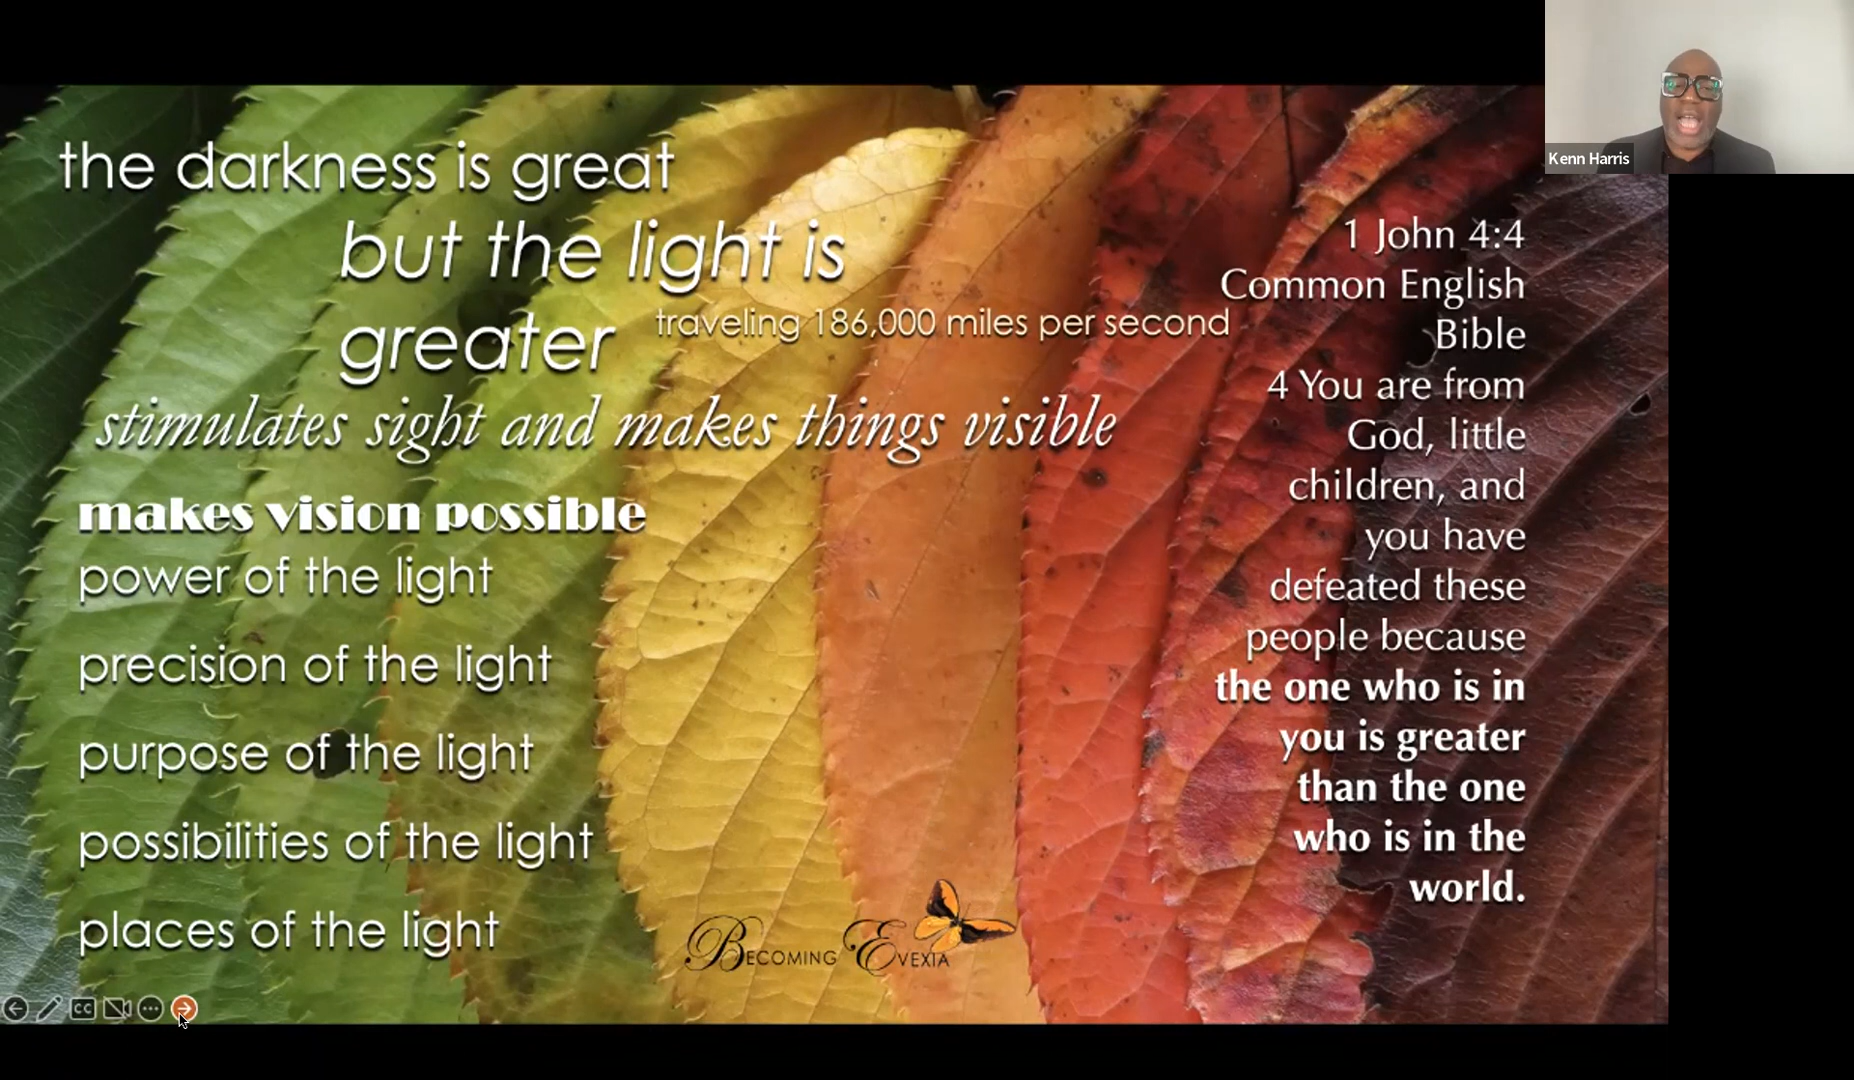 the darkness is great
but the light is
greater
traveling 186,000 miles per second
stimulates sight and makes things visible
makes vision possible
power of the light
precision of the light
purpose of the light
possibilities of the light
places of the light
1 John 4:4
Common English
Bible
4 You are from
God, little
children, and
you have
defeated these
people because
the one who is in
you is greater
than the one
who is in the
world.
Becoming Evexia
Kenn Harris
CC